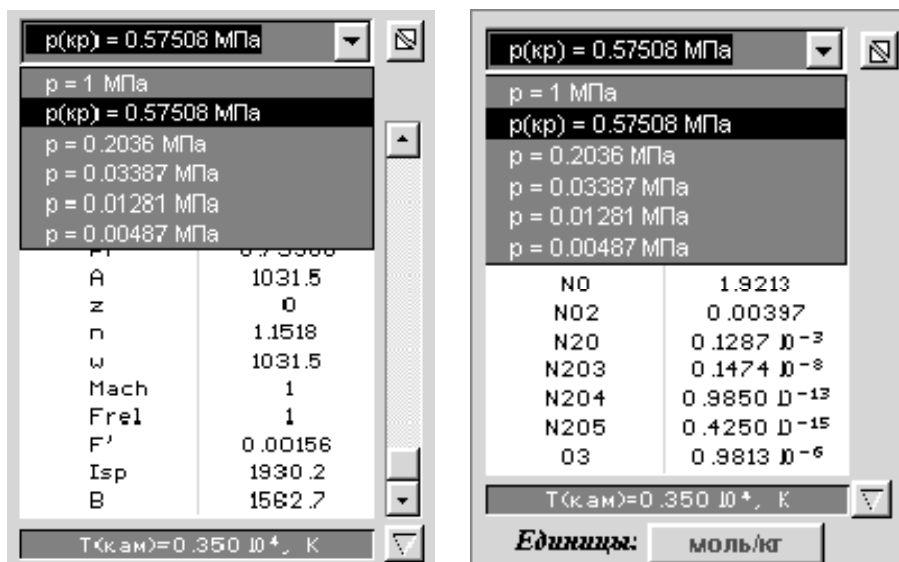 p(кр) = 0.57508 МПа
p = 1 МПа
p(кр) = 0.57508 МПа
p = 0.2036 МПа
p = 0.03387 МПа
p = 0.01281 МПа
p = 0.00487 МПа
A 1031.5
z 0
n 1.1518
w 1031.5
Mach 1
Frel 1
F' 0.00156
Isp 1930.2
B 1562.7
T(кам)=0.350 10⁴, K
p(кр) = 0.57508 МПа
p = 1 МПа
p(кр) = 0.57508 МПа
p = 0.2036 МПа
p = 0.03387 МПа
p = 0.01281 МПа
p = 0.00487 МПа
NO 1.9213
NO2 0.00397
N2O 0.1287 10⁻³
N2O3 0.1474 10⁻⁸
N2O4 0.9850 10⁻¹³
N2O5 0.4250 10⁻¹⁵
O3 0.9813 10⁻⁶
T(кам)=0.350 10⁴, K
Единицы: моль/кг